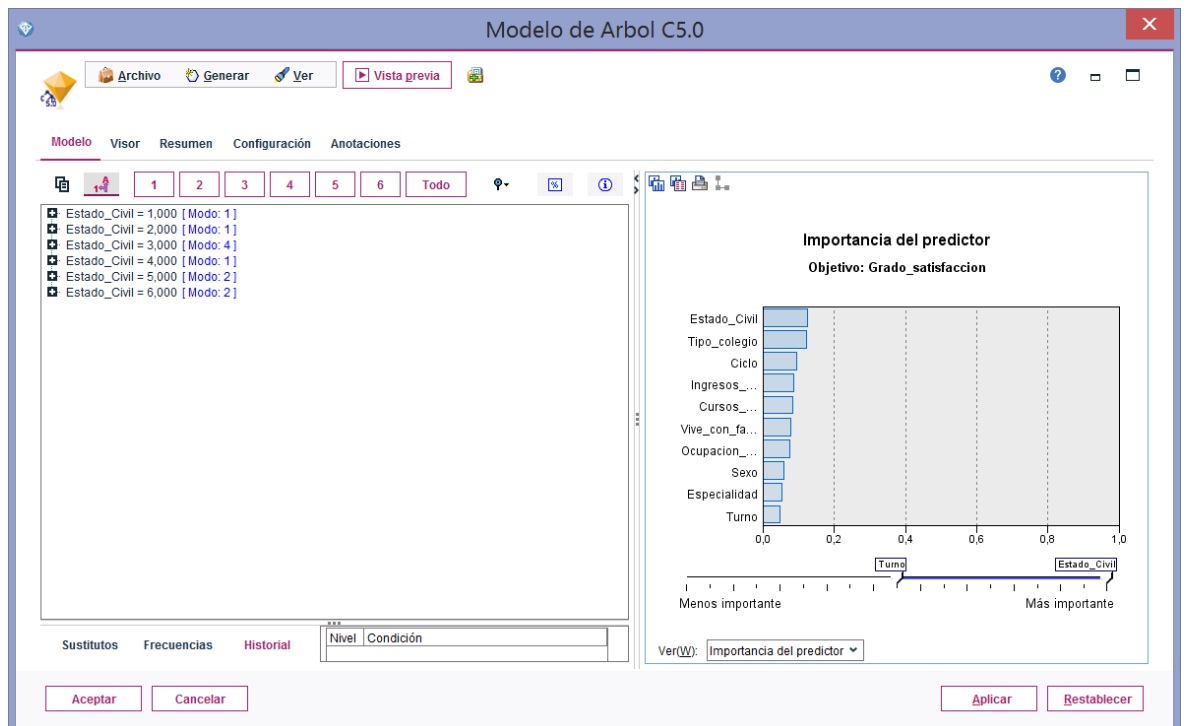 Modelo de Arbol C5.0
Archivo Generar Ver Vista previa
Modelo Visor Resumen Configuración Anotaciones
1 2 3 4 5 6 Todo
Estado_Civil = 1,000 [ Modo: 1 ]
Estado_Civil = 2,000 [ Modo: 1 ]
Estado_Civil = 3,000 [ Modo: 4 ]
Estado_Civil = 4,000 [ Modo: 1 ]
Estado_Civil = 5,000 [ Modo: 2 ]
Estado_Civil = 6,000 [ Modo: 2 ]
Sustitutos Frecuencias Historial
Nivel Condición
Importancia del predictor
Objetivo: Grado_satisfaccion
Estado_Civil
Tipo_colegio
Ciclo
Ingresos_...
Cursos_...
Vive_con_fa...
Ocupacion_...
Sexo
Especialidad
Turno
0,0 0,2 0,4 0,6 0,8 1,0
Turno Estado_Civil
Menos importante Más importante
Ver(W): Importancia del predictor
Aceptar Cancelar Aplicar Restablecer